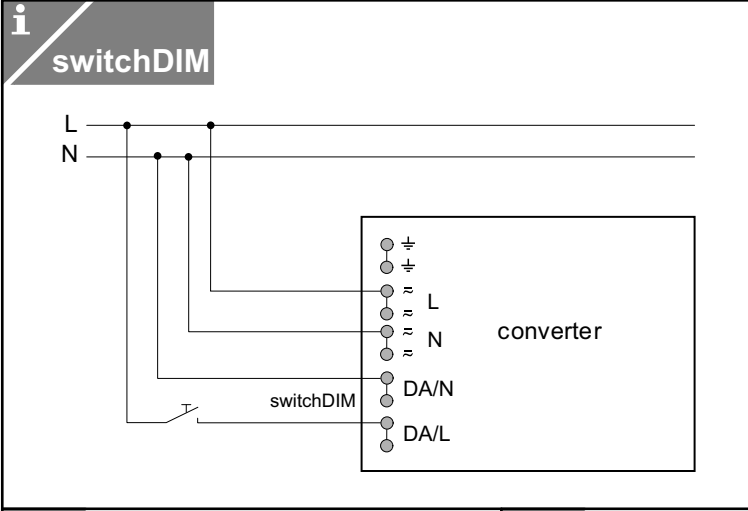 i
switchDIM
L
N
L
N
converter
DA/N
switchDIM
DA/L